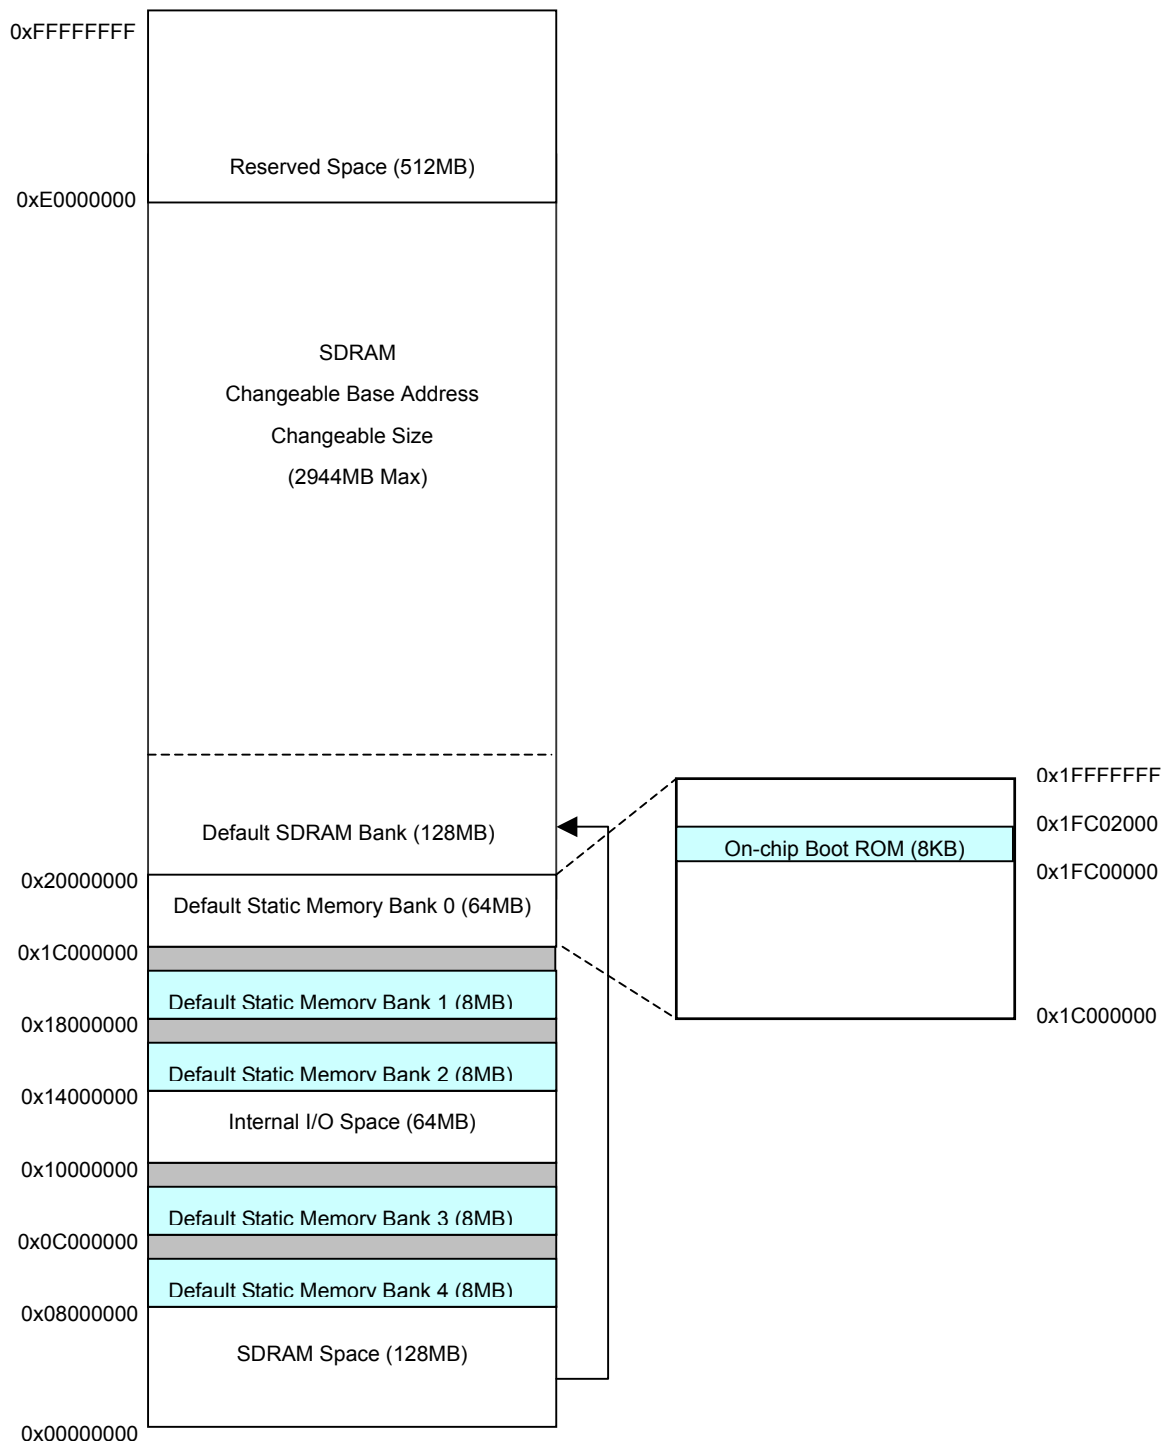 0xFFFFFFFF
Reserved Space (512MB)
0xE0000000
SDRAM
Changeable Base Address
Changeable Size
(2944MB Max)
Default SDRAM Bank (128MB)
0x20000000
Default Static Memory Bank 0 (64MB)
0x1C000000
Default Static Memory Bank 1 (8MB)
0x18000000
Default Static Memory Bank 2 (8MB)
0x14000000
Internal I/O Space (64MB)
0x10000000
Default Static Memory Bank 3 (8MB)
0x0C000000
Default Static Memory Bank 4 (8MB)
0x08000000
SDRAM Space (128MB)
0x00000000
0x1FFFFFFF
0x1FC02000
On-chip Boot ROM (8KB)
0x1FC00000
0x1C000000